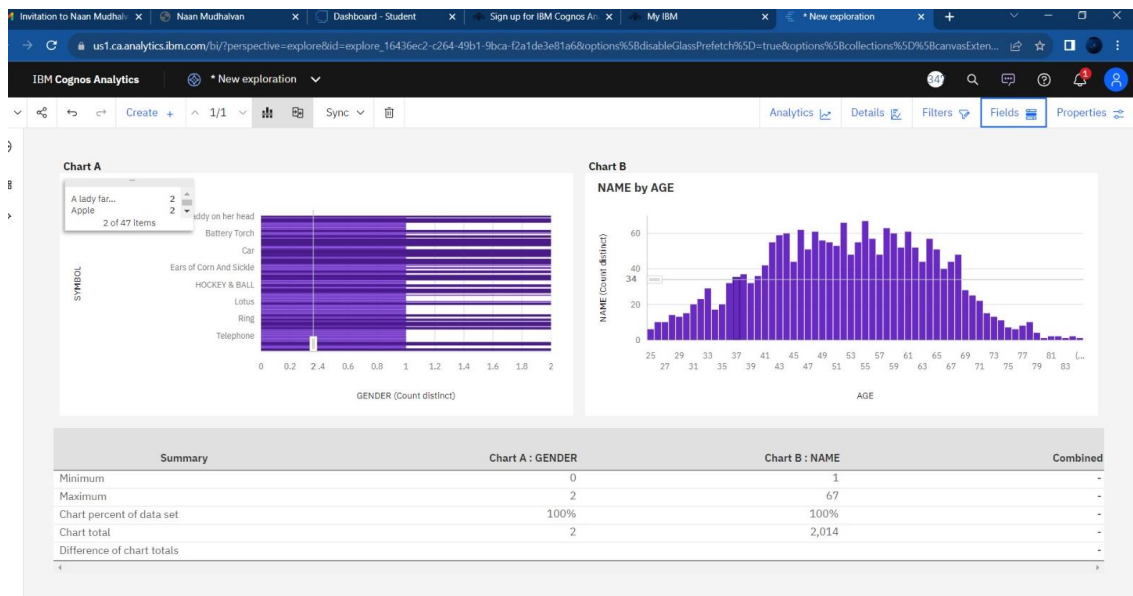 Invitation to Naan Mudhalv
Naan Mudhalvan
Dashboard - Student
Sign up for IBM Cognos An
My IBM
* New exploration
us1.ca.analytics.ibm.com/bi/?perspective=explore&id=explore_16436ec2-c264-49b1-9bca-f2a1de3e81a6&options%5BdisableGlassPrefetch%5D=true&options%5Bcollections%5D%5BcanvasExten...
IBM Cognos Analytics
* New exploration
1
Create + 1/1 Sync
Analytics Details Filters Fields Properties
Chart A
A lady far... 2
Apple 2
2 of 47 items
addy on her head
Battery Torch
Car
Ears of Corn And Sickle
HOCKEY & BALL
Lotus
Ring
Telephone
SYMBOL
0 0.2 2.4 0.6 0.8 1 1.2 1.4 1.6 1.8 2
GENDER (Count distinct)
Chart B
NAME by AGE
NAME (Count distinct)
60
40
34
20
0
25 29 33 37 41 45 49 53 57 61 65 69 73 77 81 (...
27 31 35 39 43 47 51 55 59 63 67 71 75 79 83
AGE
Summary Chart A : GENDER Chart B : NAME Combined
Minimum 0 1 -
Maximum 2 67 -
Chart percent of data set 100% 100% -
Chart total 2 2,014 -
Difference of chart totals -